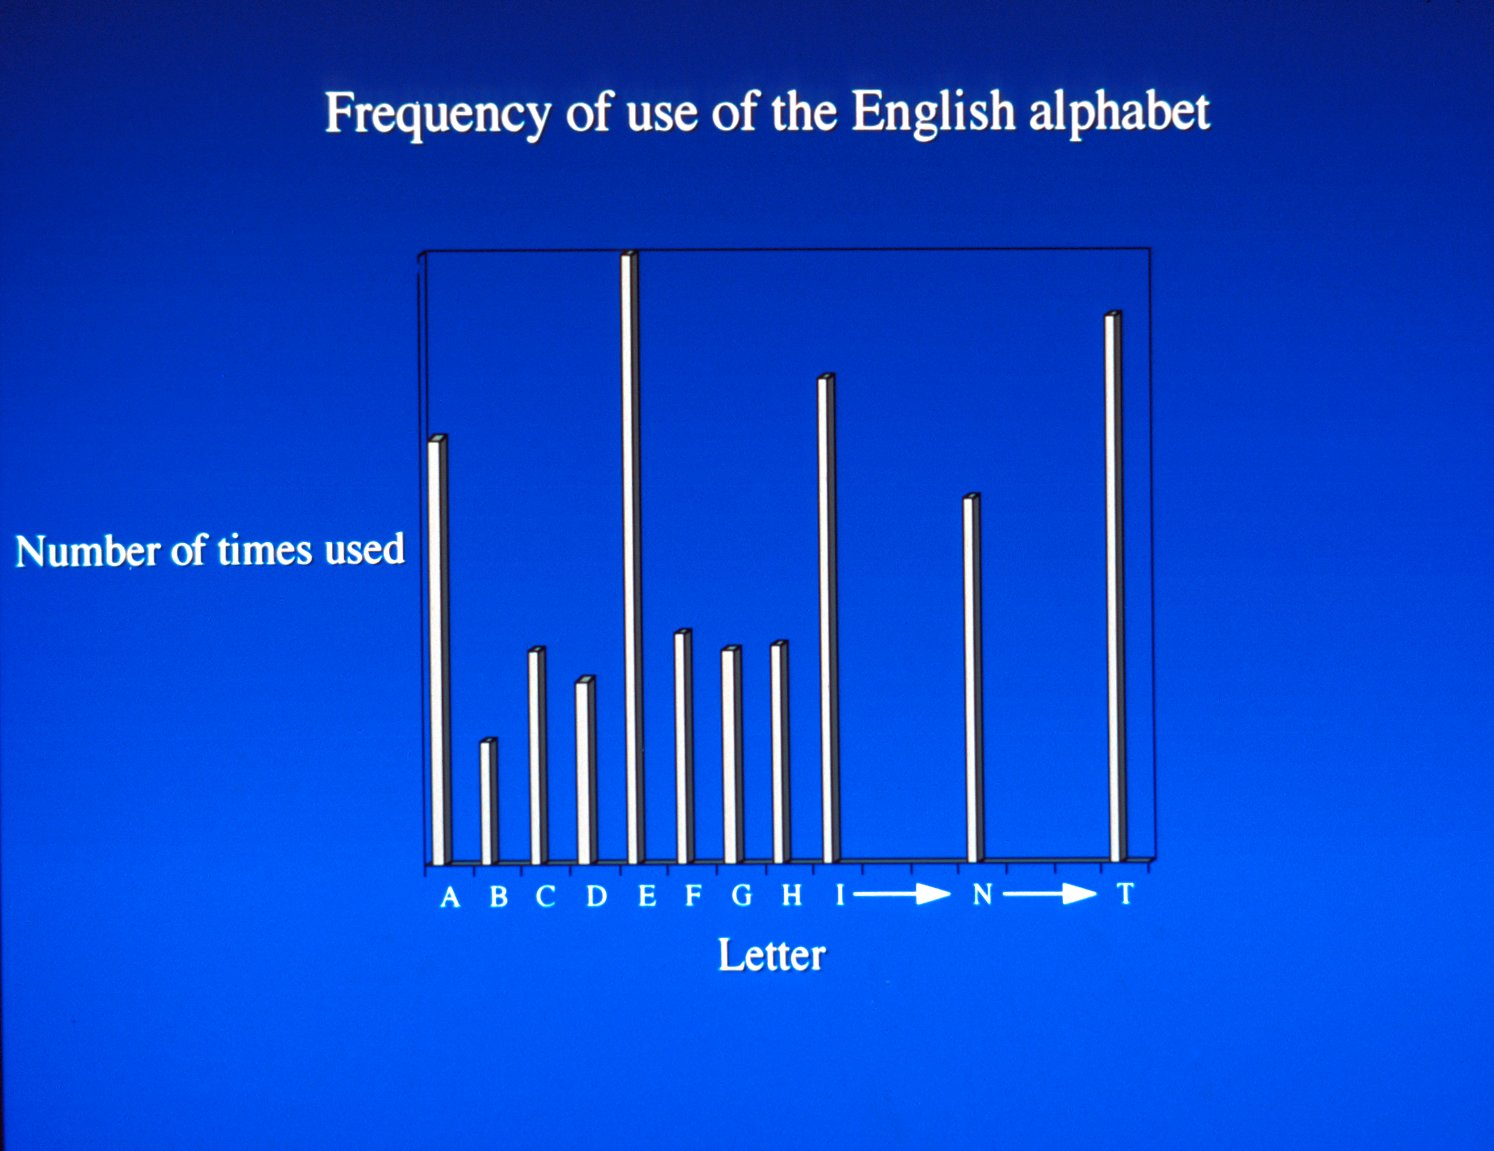 Frequency of use of the English alphabet
Number of times used
A B C D E F G H I N T
Letter